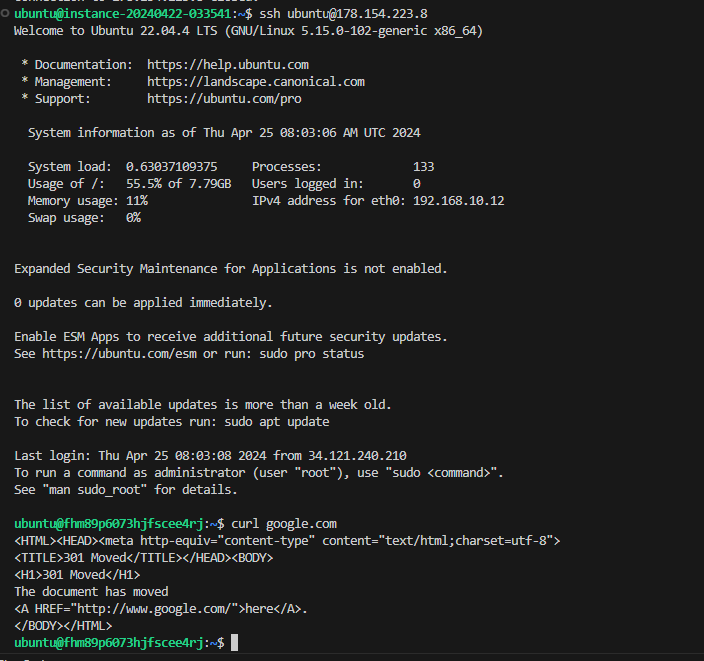 ubuntu@instance-20240422-033541:~$ ssh ubuntu@178.154.223.8
Welcome to Ubuntu 22.04.4 LTS (GNU/Linux 5.15.0-102-generic x86_64)
* Documentation:  https://help.ubuntu.com
* Management:     https://landscape.canonical.com
* Support:        https://ubuntu.com/pro
System information as of Thu Apr 25 08:03:06 AM UTC 2024
System load:  0.63037109375     Processes:             133
Usage of /:   55.5% of 7.79GB   Users logged in:       0
Memory usage: 11%               IPv4 address for eth0: 192.168.10.12
Swap usage:   0%
Expanded Security Maintenance for Applications is not enabled.
0 updates can be applied immediately.
Enable ESM Apps to receive additional future security updates.
See https://ubuntu.com/esm or run: sudo pro status
The list of available updates is more than a week old.
To check for new updates run: sudo apt update
Last login: Thu Apr 25 08:03:08 2024 from 34.121.240.210
To run a command as administrator (user "root"), use "sudo <command>".
See "man sudo_root" for details.
ubuntu@fhm89p6073hjfscee4rj:~$ curl google.com
<HTML><HEAD><meta http-equiv="content-type" content="text/html;charset=utf-8">
<TITLE>301 Moved</TITLE></HEAD><BODY>
<H1>301 Moved</H1>
The document has moved
<A HREF="http://www.google.com/">here</A>.
</BODY></HTML>
ubuntu@fhm89p6073hjfscee4rj:~$